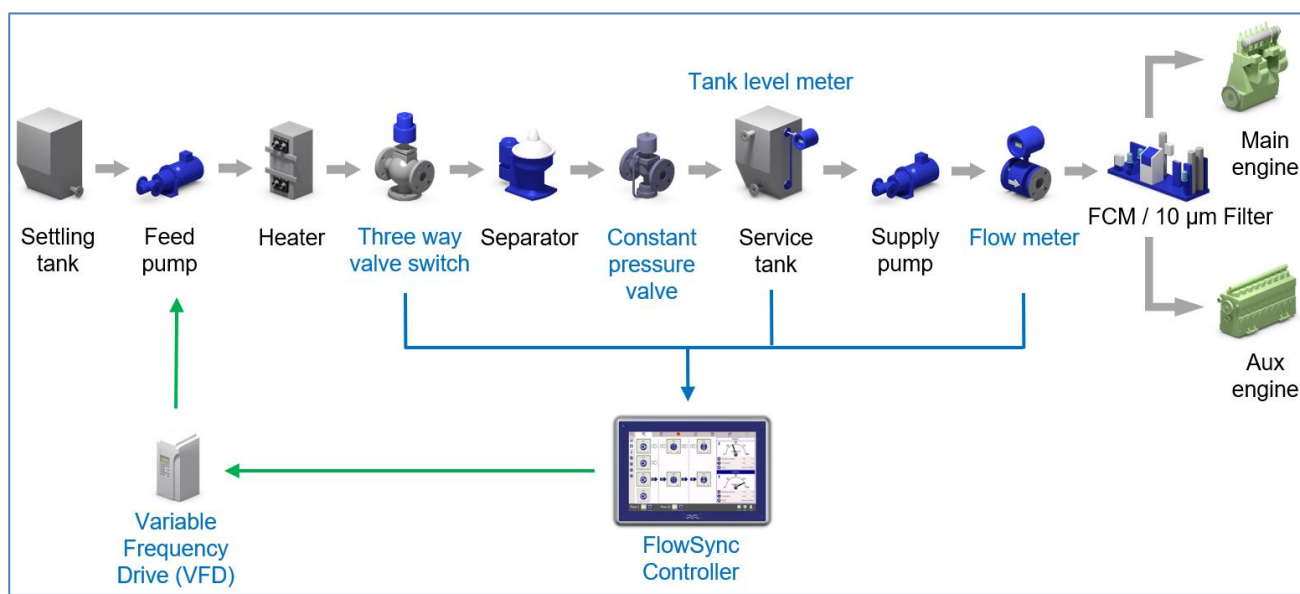 Tank level meter
Main
engine
Settling
tank
Feed
pump
Heater
Three way
valve switch
Separator
Constant
pressure
valve
Service
tank
Supply
pump
Flow meter
FCM / 10 μm Filter
Aux
engine
Variable
Frequency
Drive (VFD)
FlowSync
Controller